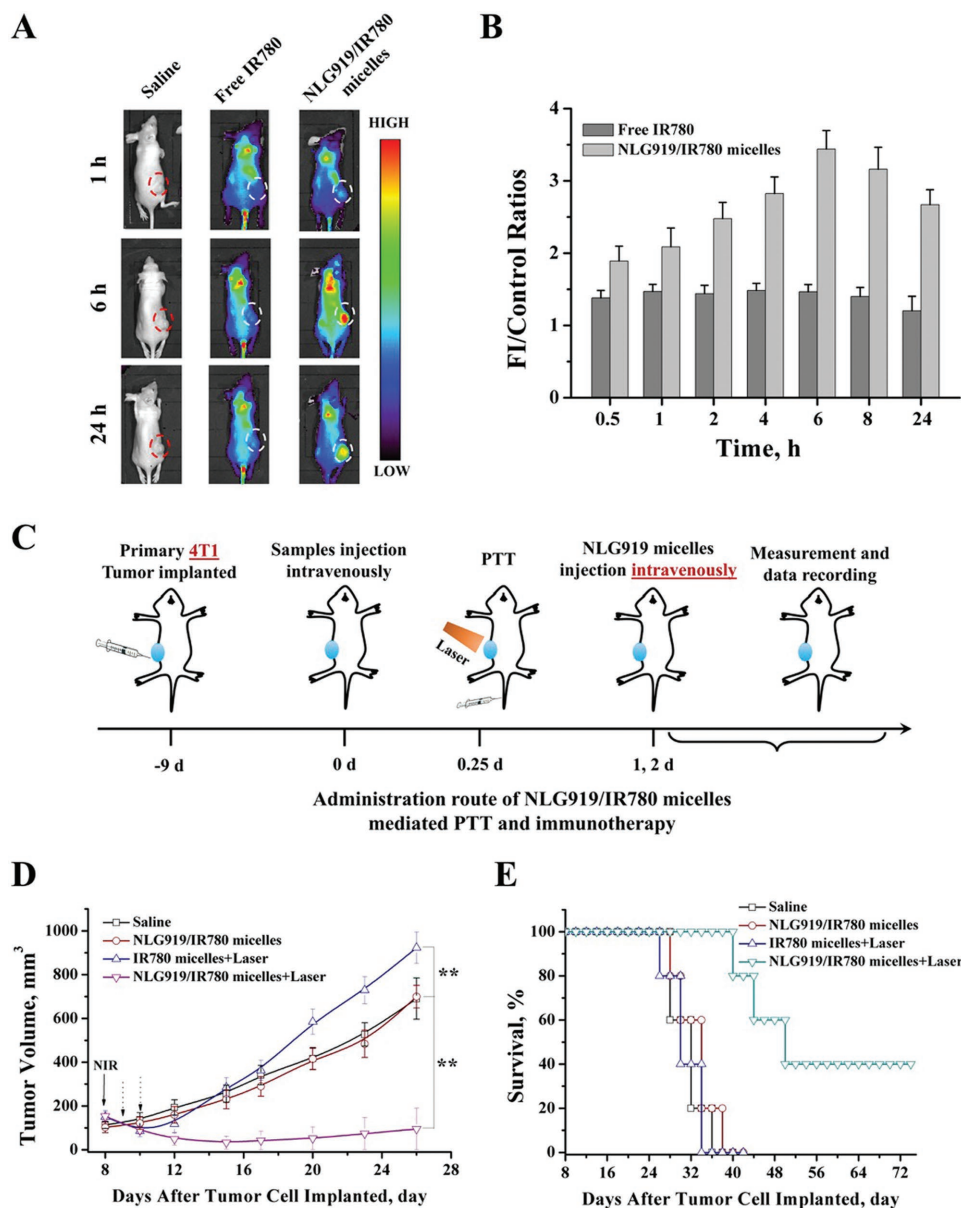 A
Saline
Free IR780
NLG919/IR780
micelles
1 h
6 h
24 h
HIGH
LOW
B
FI/Control Ratios
4
3
2
1
0
Free IR780
NLG919/IR780 micelles
0.5 1 2 4 6 8 24
Time, h
C
Primary 4T1
Tumor implanted
Samples injection
intravenously
PTT
NLG919 micelles
injection intravenously
Measurement and
data recording
Laser
-9 d
0 d
0.25 d
1, 2 d
Administration route of NLG919/IR780 micelles
mediated PTT and immunotherapy
D
Tumor Volume, mm3
1000
800
600
400
200
0
Saline
NLG919/IR780 micelles
IR780 micelles+Laser
NLG919/IR780 micelles+Laser
NIR
**
**
8 12 16 20 24 28
Days After Tumor Cell Implanted, day
E
Survival, %
100
80
60
40
20
0
Saline
NLG919/IR780 micelles
IR780 micelles+Laser
NLG919/IR780 micelles+Laser
8 16 24 32 40 48 56 64 72
Days After Tumor Cell Implanted, day